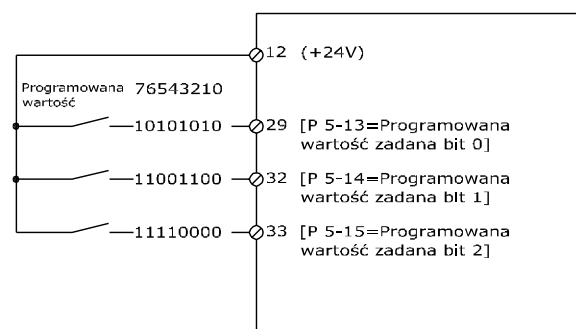 12 (+24V)
Programowana 76543210
wartość
10101010 29 [P 5-13=Programowana
wartość zadana bit 0]
11001100 32 [P 5-14=Programowana
wartość zadana bIt 1]
11110000 33 [P 5-15=Programowana
wartość zadana bit 2]